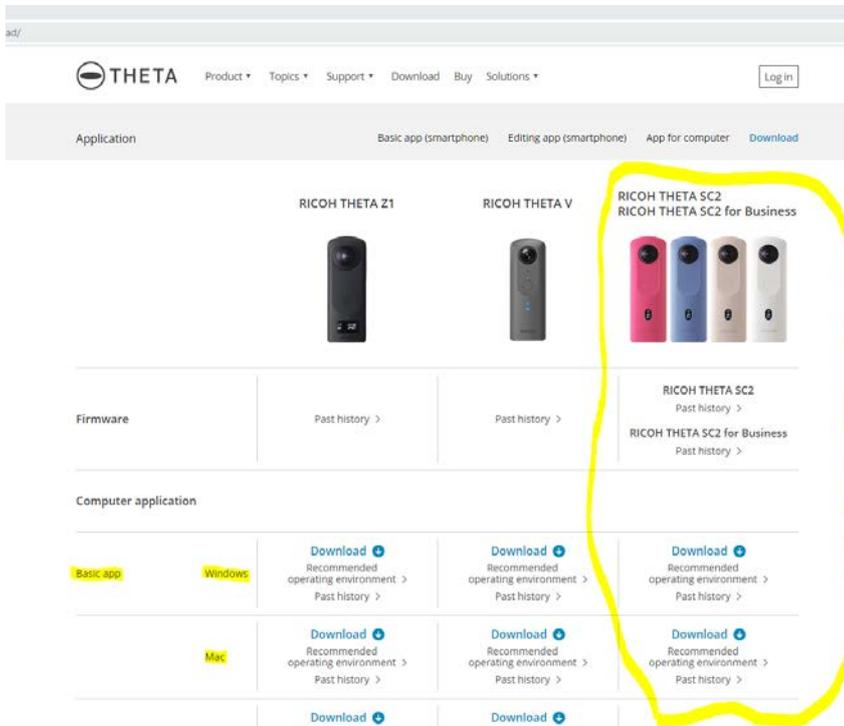 ad/
THETA Product Topics Support Download Buy Solutions Log in
Application Basic app (smartphone) Editing app (smartphone) App for computer Download
RICOH THETA Z1 RICOH THETA V RICOH THETA SC2
RICOH THETA SC2 for Business
Firmware Past history > Past history > RICOH THETA SC2
Past history >
RICOH THETA SC2 for Business
Past history >
Computer application
Basic app Windows Download Download Download
Recommended Recommended Recommended
operating environment > operating environment > operating environment >
Past history > Past history > Past history >
Mac Download Download Download
Recommended Recommended Recommended
operating environment > operating environment > operating environment >
Past history > Past history > Past history >
Download Download